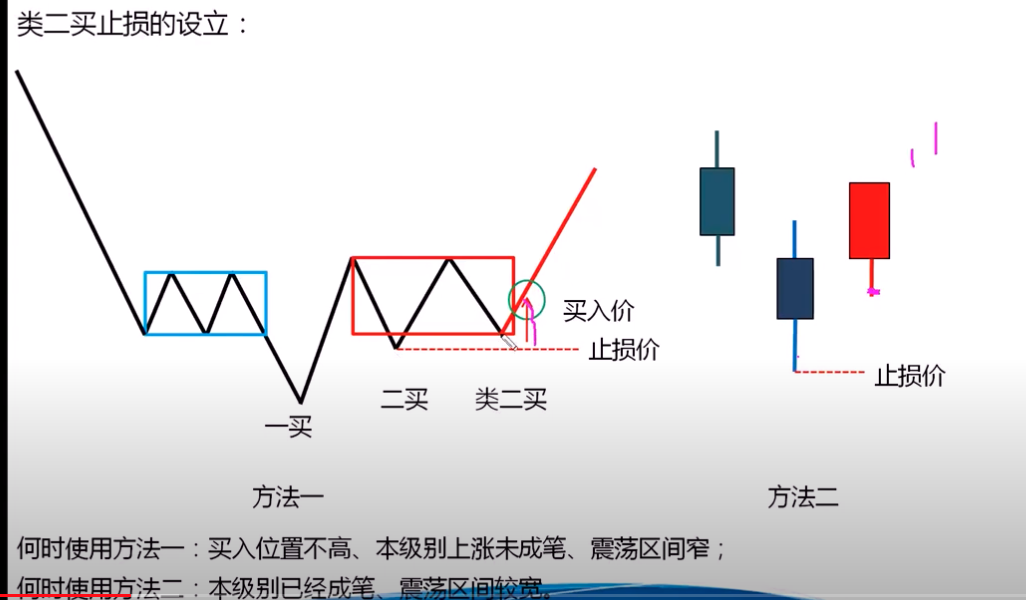 类二买止损的设立：
买入价
止损价
止损价
二买
类二买
一买
方法一
方法二
何时使用方法一：买入位置不高、本级别上涨未成笔、震荡区间窄；
何时使用方法二：本级别已经成笔、震荡区间较宽。